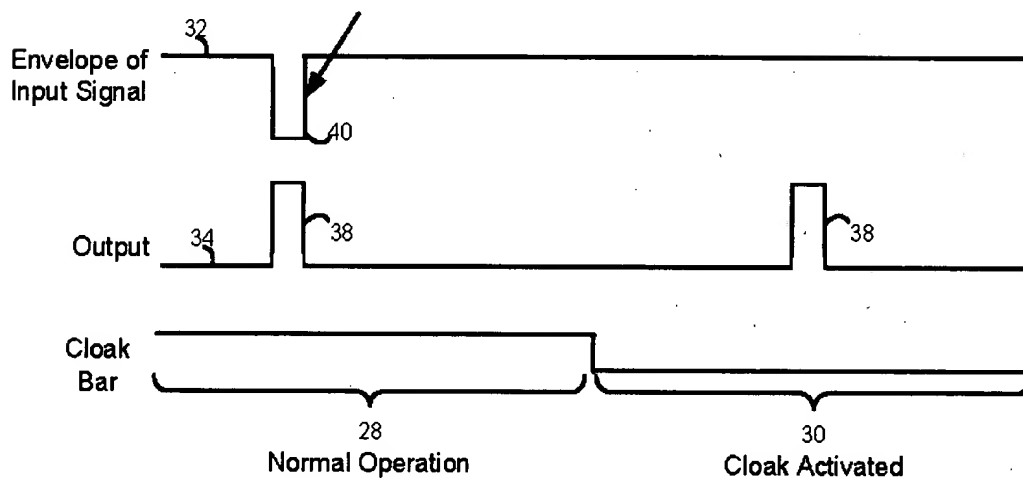 32
Envelope of
Input Signal
40
34
Output
38
38
Cloak
Bar
28
Normal Operation
30
Cloak Activated